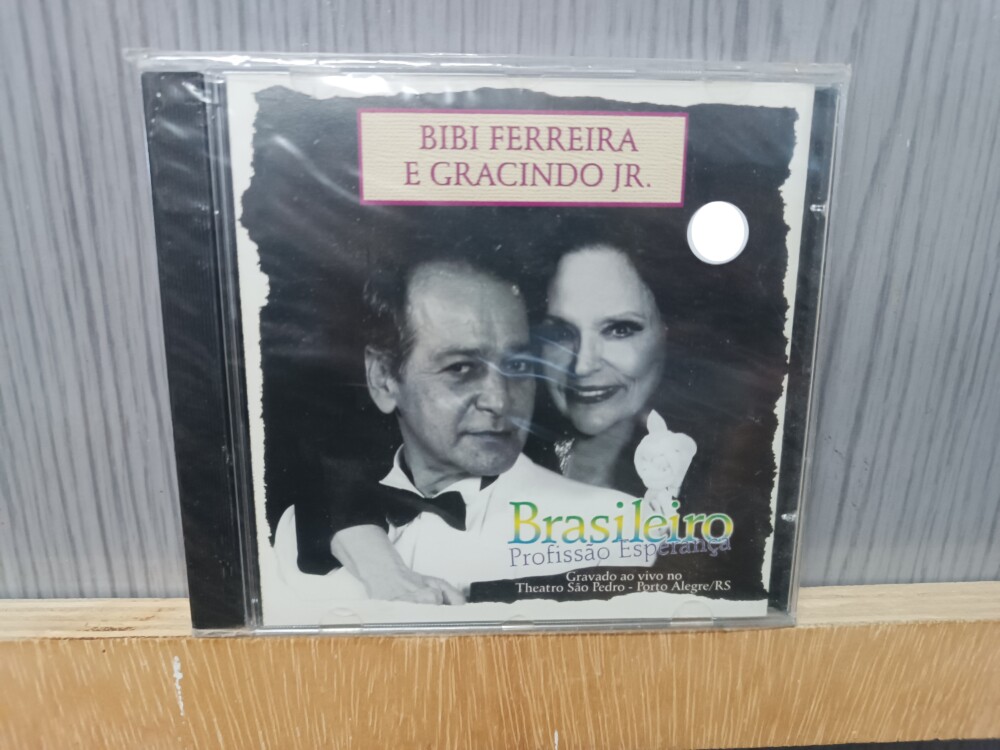 BIBI FERREIRA
E GRACINDO JR.
Brasileiro
Profissão Esperança
Gravado ao vivo no
Theatro São Pedro - Porto Alegre/RS